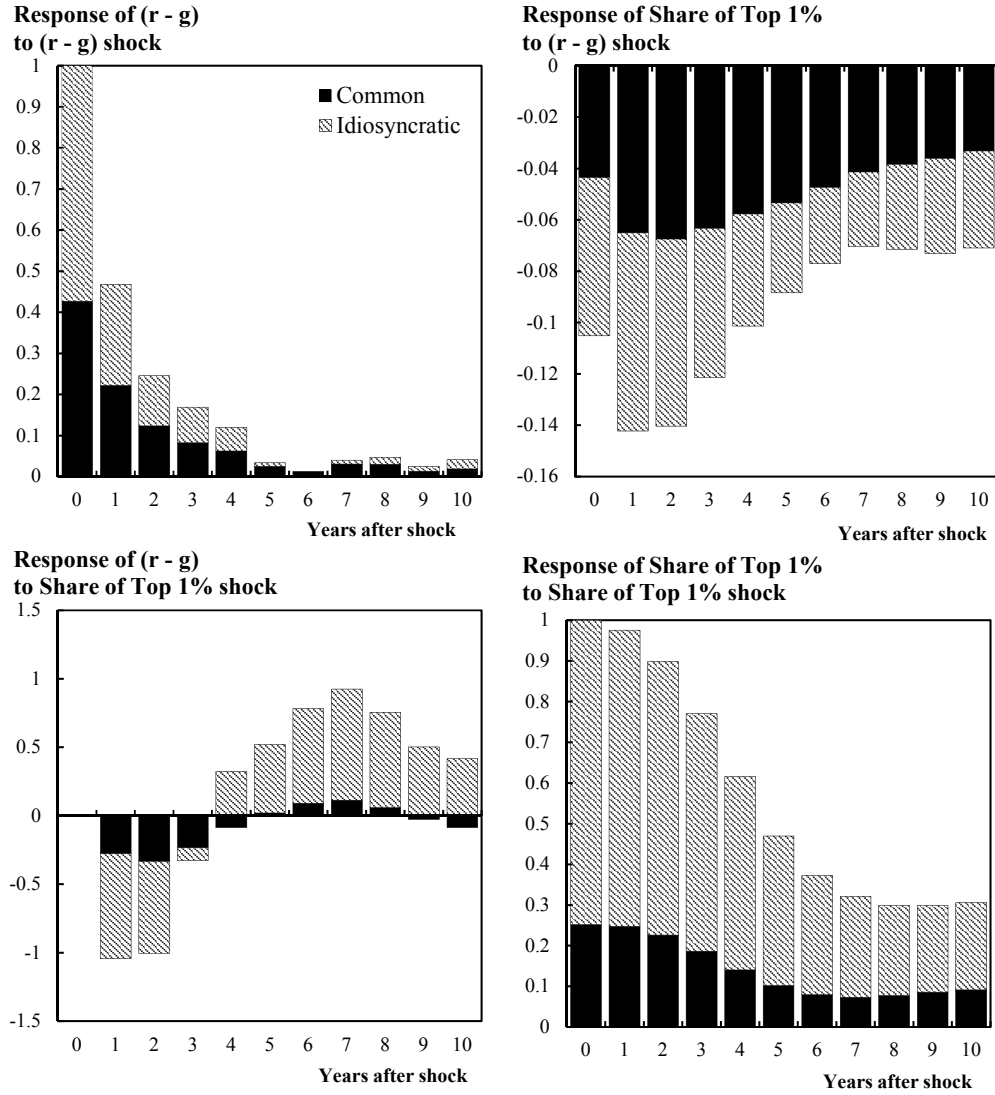 Response of (r - g)
to (r - g) shock
1
0.9
0.8
0.7
0.6
0.5
0.4
0.3
0.2
0.1
0
Common
Idiosyncratic
0 1 2 3 4 5 6 7 8 9 10
Years after shock
Response of Share of Top 1%
to (r - g) shock
0
-0.02
-0.04
-0.06
-0.08
-0.1
-0.12
-0.14
-0.16
0 1 2 3 4 5 6 7 8 9 10
Years after shock
Response of (r - g)
to Share of Top 1% shock
1.5
1
0.5
0
-0.5
-1
-1.5
0 1 2 3 4 5 6 7 8 9 10
Years after shock
Response of Share of Top 1%
to Share of Top 1% shock
1
0.9
0.8
0.7
0.6
0.5
0.4
0.3
0.2
0.1
0
0 1 2 3 4 5 6 7 8 9 10
Years after shock